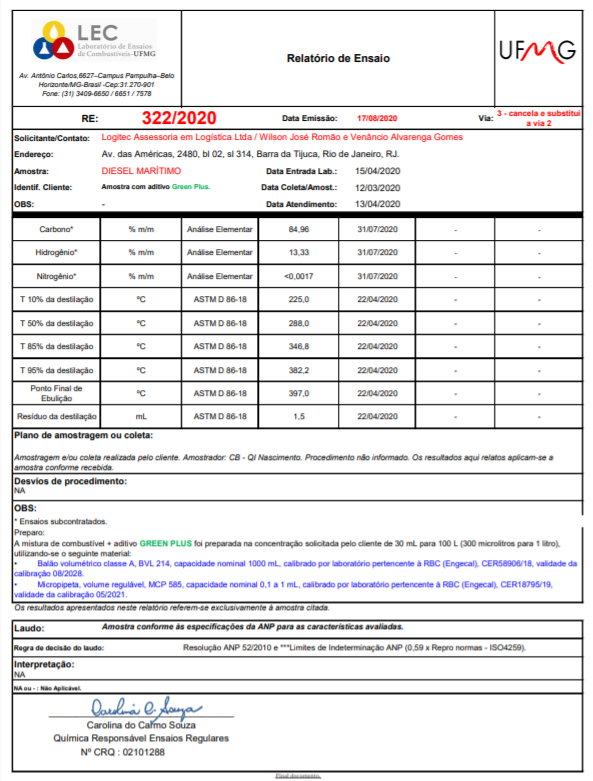 LEC
Laboratório de Ensaios
de Combustíveis-UFMG
Av. Antônio Carlos,6627–Campus Pampulha–Belo
Horizonte/MG-Brasil -Cep:31.270-901
Fone: (31) 3409-6650 / 6651 / 7578
Relatório de Ensaio
UFMG
RE: 322/2020 Data Emissão: 17/08/2020 Via: 3 - cancela e substitui
a via 2
Solicitante/Contato: Logitec Assessoria em Logística Ltda / Wilson José Romão e Venâncio Alvarenga Gomes
Endereço: Av. das Américas, 2480, bl 02, sl 314, Barra da Tijuca, Rio de Janeiro, RJ.
Amostra: DIESEL MARÍTIMO Data Entrada Lab.: 15/04/2020
Identif. Cliente: Amostra com aditivo Green Plus. Data Coleta/Amost.: 12/03/2020
OBS: - Data Atendimento: 13/04/2020
Carbono* % m/m Análise Elementar 84,96 31/07/2020 - -
Hidrogênio* % m/m Análise Elementar 13,33 31/07/2020 - -
Nitrogênio* % m/m Análise Elementar <0,0017 31/07/2020 - -
T 10% da destilação ºC ASTM D 86-18 225,0 22/04/2020 - -
T 50% da destilação ºC ASTM D 86-18 288,0 22/04/2020 - -
T 85% da destilação ºC ASTM D 86-18 346,8 22/04/2020 - -
T 95% da destilação ºC ASTM D 86-18 382,2 22/04/2020 - -
Ponto Final de
Ebulição ºC ASTM D 86-18 397,0 22/04/2020 - -
Resíduo da destilação mL ASTM D 86-18 1,5 22/04/2020 - -
Plano de amostragem ou coleta:
Amostragem e/ou coleta realizada pelo cliente. Amostrador: CB - QI Nascimento. Procedimento não informado. Os resultados aqui relatos aplicam-se a
amostra conforme recebida.
Desvios de procedimento:
NA
OBS:
* Ensaios subcontratados.
Preparo:
A mistura de combustível + aditivo GREEN PLUS foi preparada na concentração solicitada pelo cliente de 30 mL para 100 L (300 microlitros para 1 litro),
utilizando-se o seguinte material:
• Balão volumétrico classe A, BVL 214, capacidade nominal 1000 mL, calibrado por laboratório pertencente à RBC (Engecal), CER58906/18, validade da
calibração 08/2028.
• Micropipeta, volume regulável, MCP 585, capacidade nominal 0,1 a 1 mL, calibrado por laboratório pertencente à RBC (Engecal), CER18795/19,
validade da calibração 05/2021.
Os resultados apresentados neste relatório referem-se exclusivamente à amostra citada.
Laudo: Amostra conforme às específicações da ANP para as características avaliadas.
Regra de decisão do laudo: Resolução ANP 52/2010 e ***Limites de Indeterminação ANP (0,59 x Repro normas - ISO4259).
Interpretação:
NA
NA ou - : Não Aplicável.
Carolina C. Souza
Carolina do Carmo Souza
Química Responsável Ensaios Regulares
Nº CRQ : 02101288
Final documento.